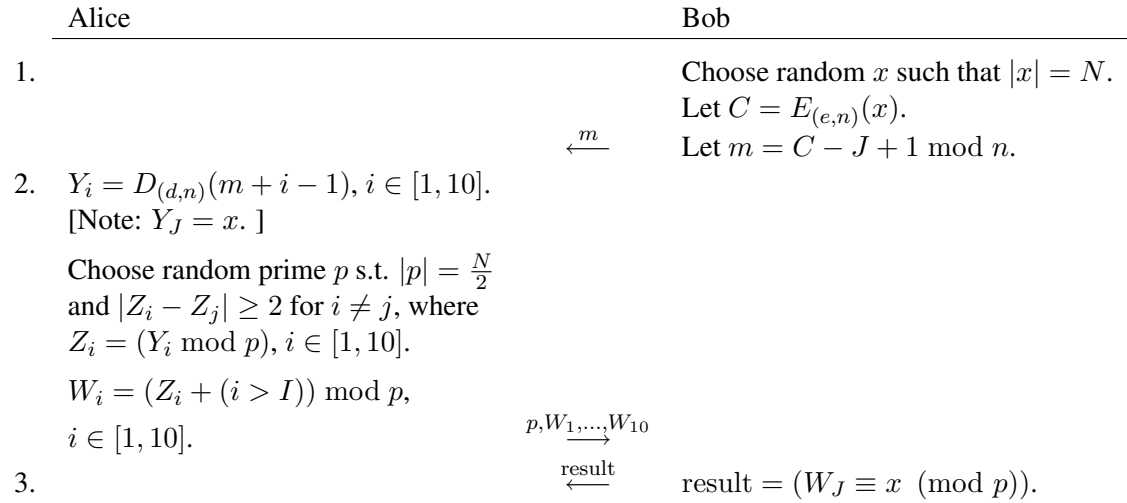 Alice Bob
1. Choose random x such that |x| = N.
Let C = E_{(e,n)}(x).
m
⟵ Let m = C − J + 1 mod n.
2. Y_i = D_{(d,n)}(m + i − 1), i ∈ [1, 10].
[Note: Y_J = x. ]
Choose random prime p s.t. |p| = N/2
and |Z_i − Z_j| ≥ 2 for i ≠ j, where
Z_i = (Y_i mod p), i ∈ [1, 10].
W_i = (Z_i + (i > I)) mod p,
i ∈ [1, 10]. p,W_1,...,W_{10}
⟶
result
3. ⟵ result = (W_J ≡ x (mod p)).